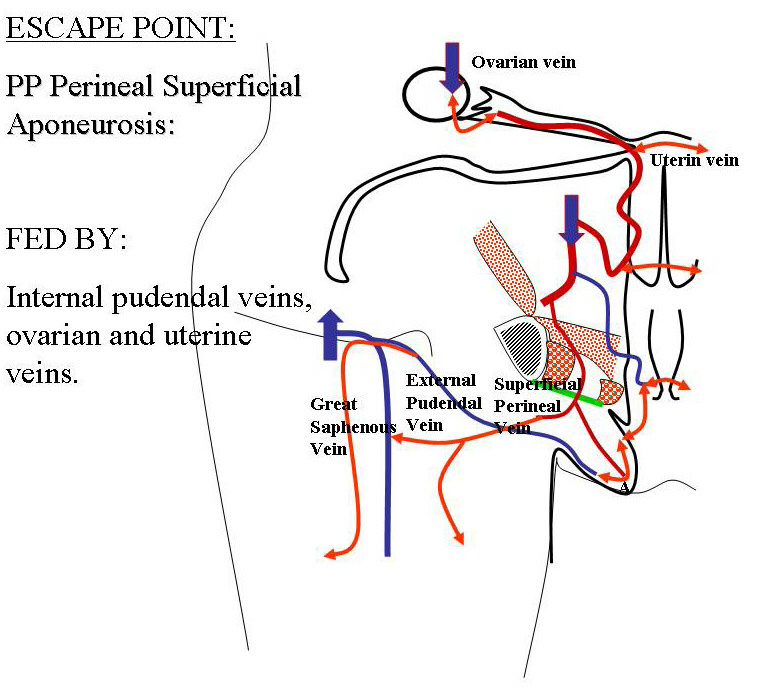 ESCAPE POINT:
PP Perineal Superficial
Aponeurosis:
FED BY:
Internal pudendal veins,
ovarian and uterine
veins.
Ovarian vein
Uterin vein
Great
Saphenous
Vein
External
Pudendal
Vein
Superficial
Perineal
Vein
A